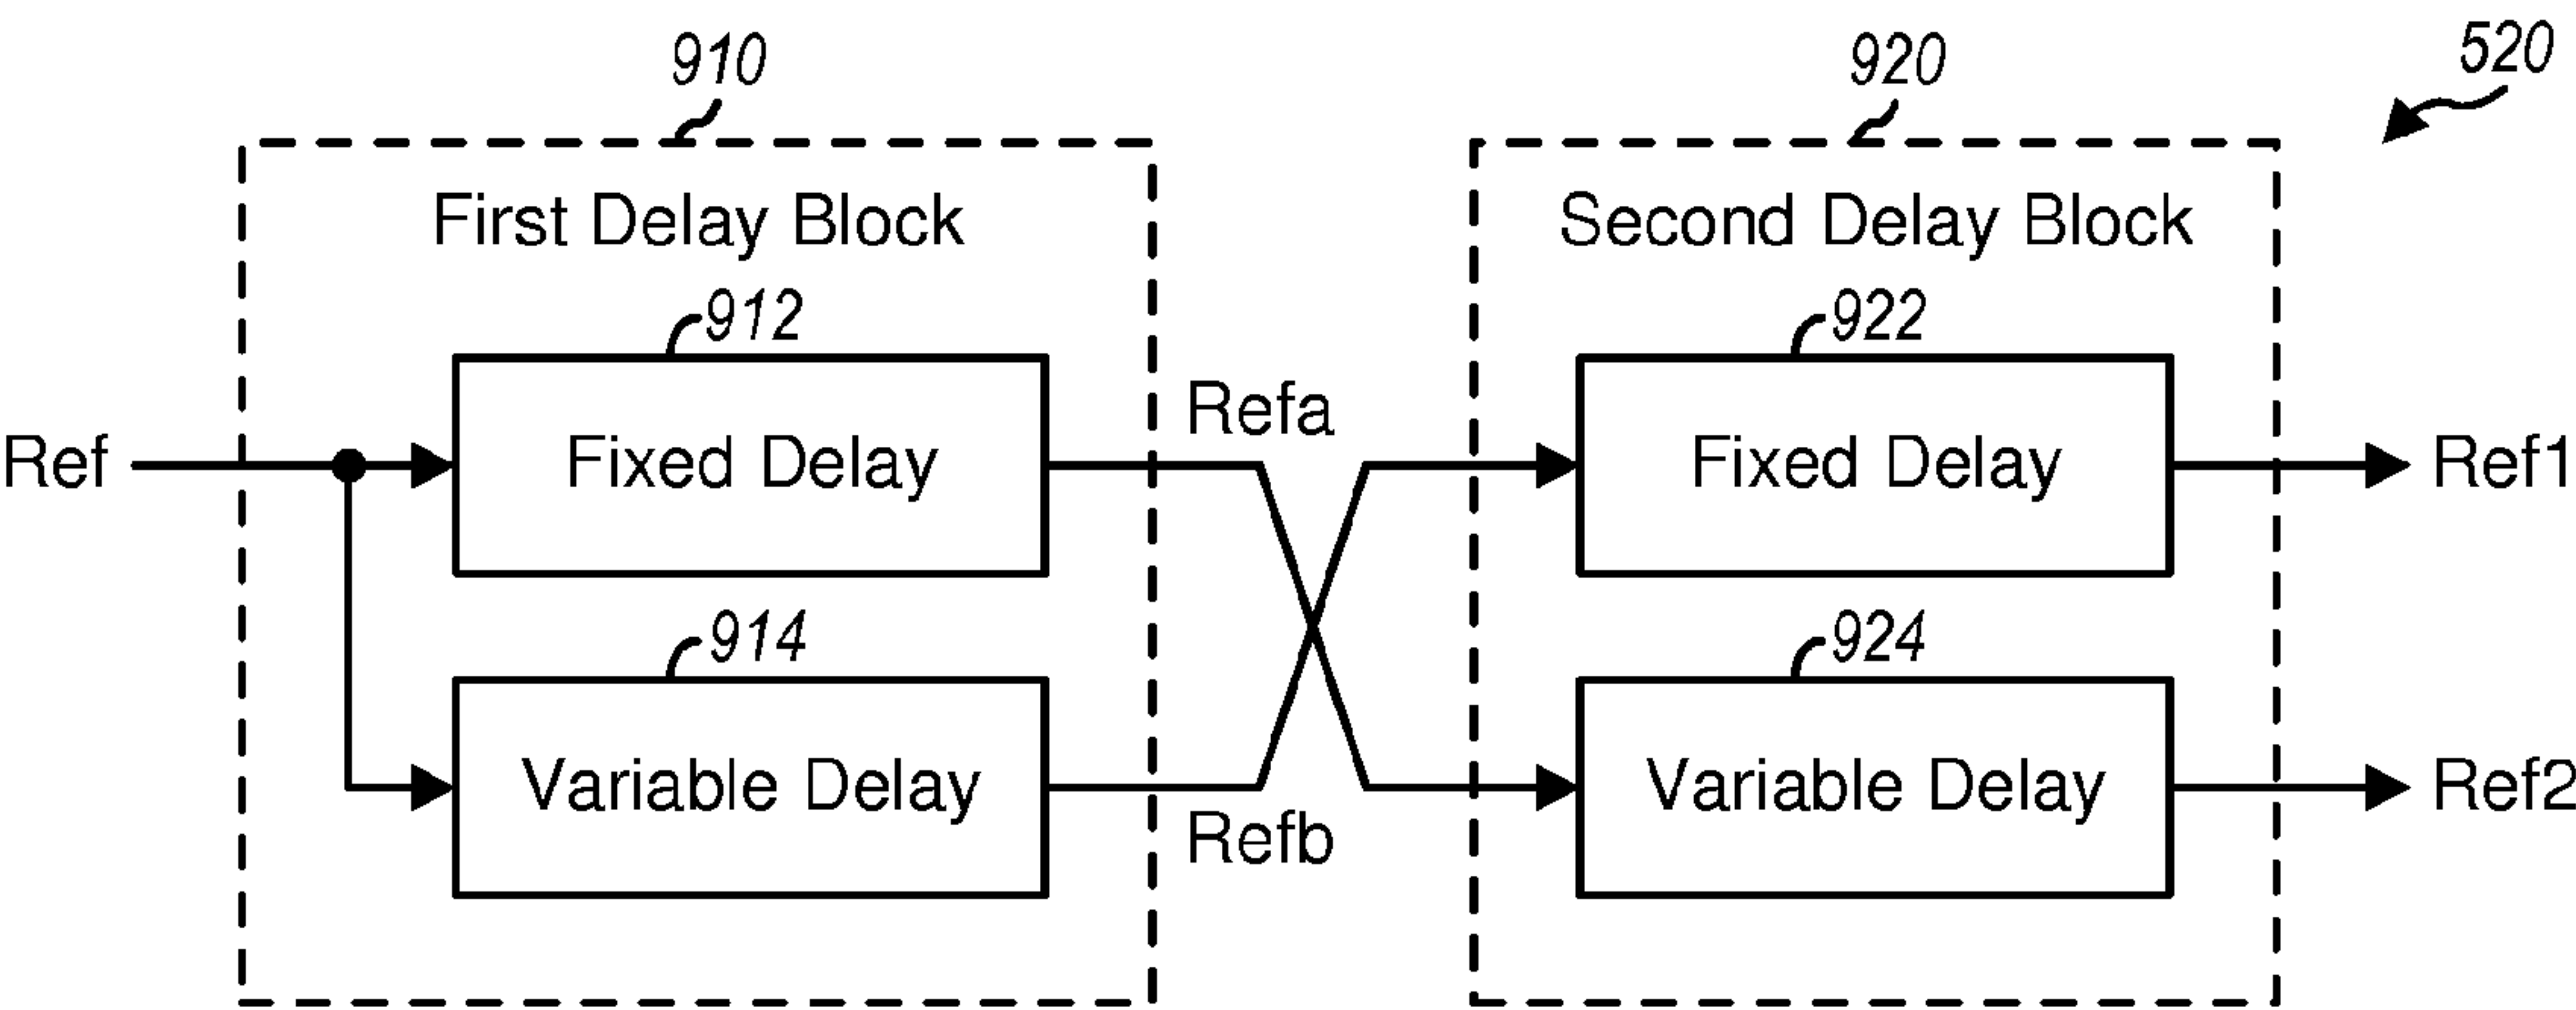 910
920
520
First Delay Block
Second Delay Block
912
922
Refa
Ref
Fixed Delay
Fixed Delay
Ref1
914
924
Variable Delay
Variable Delay
Ref2
Refb